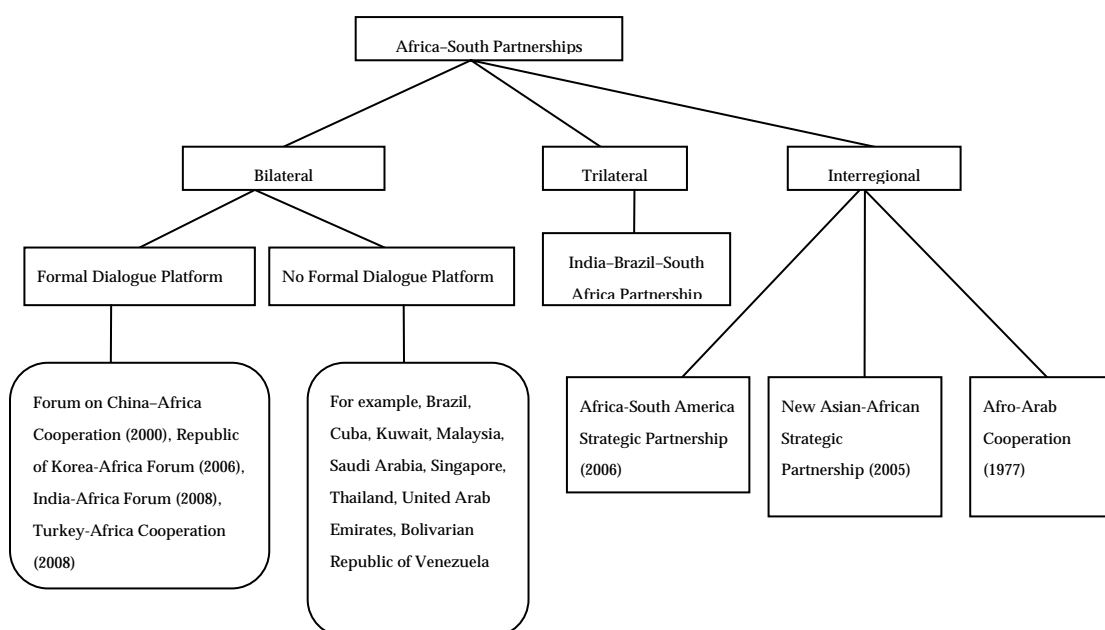 Africa–South Partnerships
Bilateral
Trilateral
Interregional
Formal Dialogue Platform
No Formal Dialogue Platform
India–Brazil–South
Africa Partnership
Forum on China–Africa
Cooperation (2000), Republic
of Korea-Africa Forum (2006),
India-Africa Forum (2008),
Turkey-Africa Cooperation
(2008)
For example, Brazil,
Cuba, Kuwait, Malaysia,
Saudi Arabia, Singapore,
Thailand, United Arab
Emirates, Bolivarian
Republic of Venezuela
Africa-South America
Strategic Partnership
(2006)
New Asian-African
Strategic
Partnership (2005)
Afro-Arab
Cooperation
(1977)